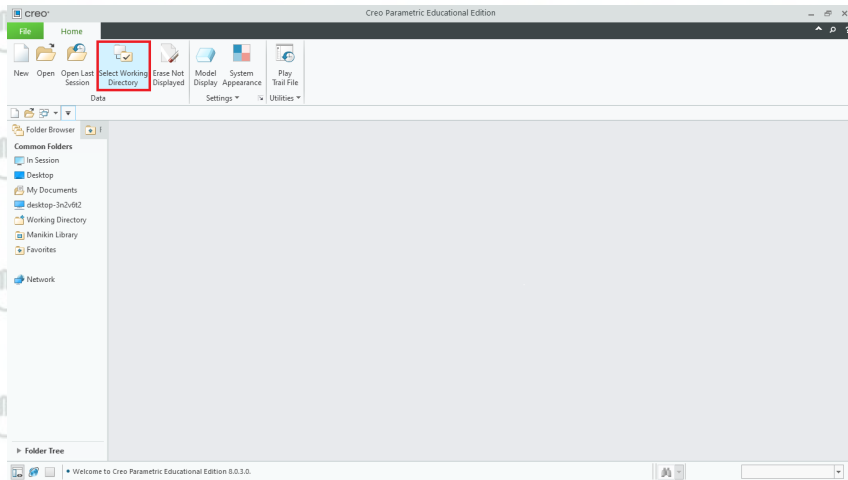 creo°
Creo Parametric Educational Edition
File Home
New Open Open Last Session Select Working Directory Erase Not Displayed Model Display System Appearance Play Trail File
Data Settings Utilities
Folder Browser
Common Folders
In Session
Desktop
My Documents
desktop-3n2v6t2
Working Directory
Manikin Library
Favorites
Network
Folder Tree
• Welcome to Creo Parametric Educational Edition 8.0.3.0.